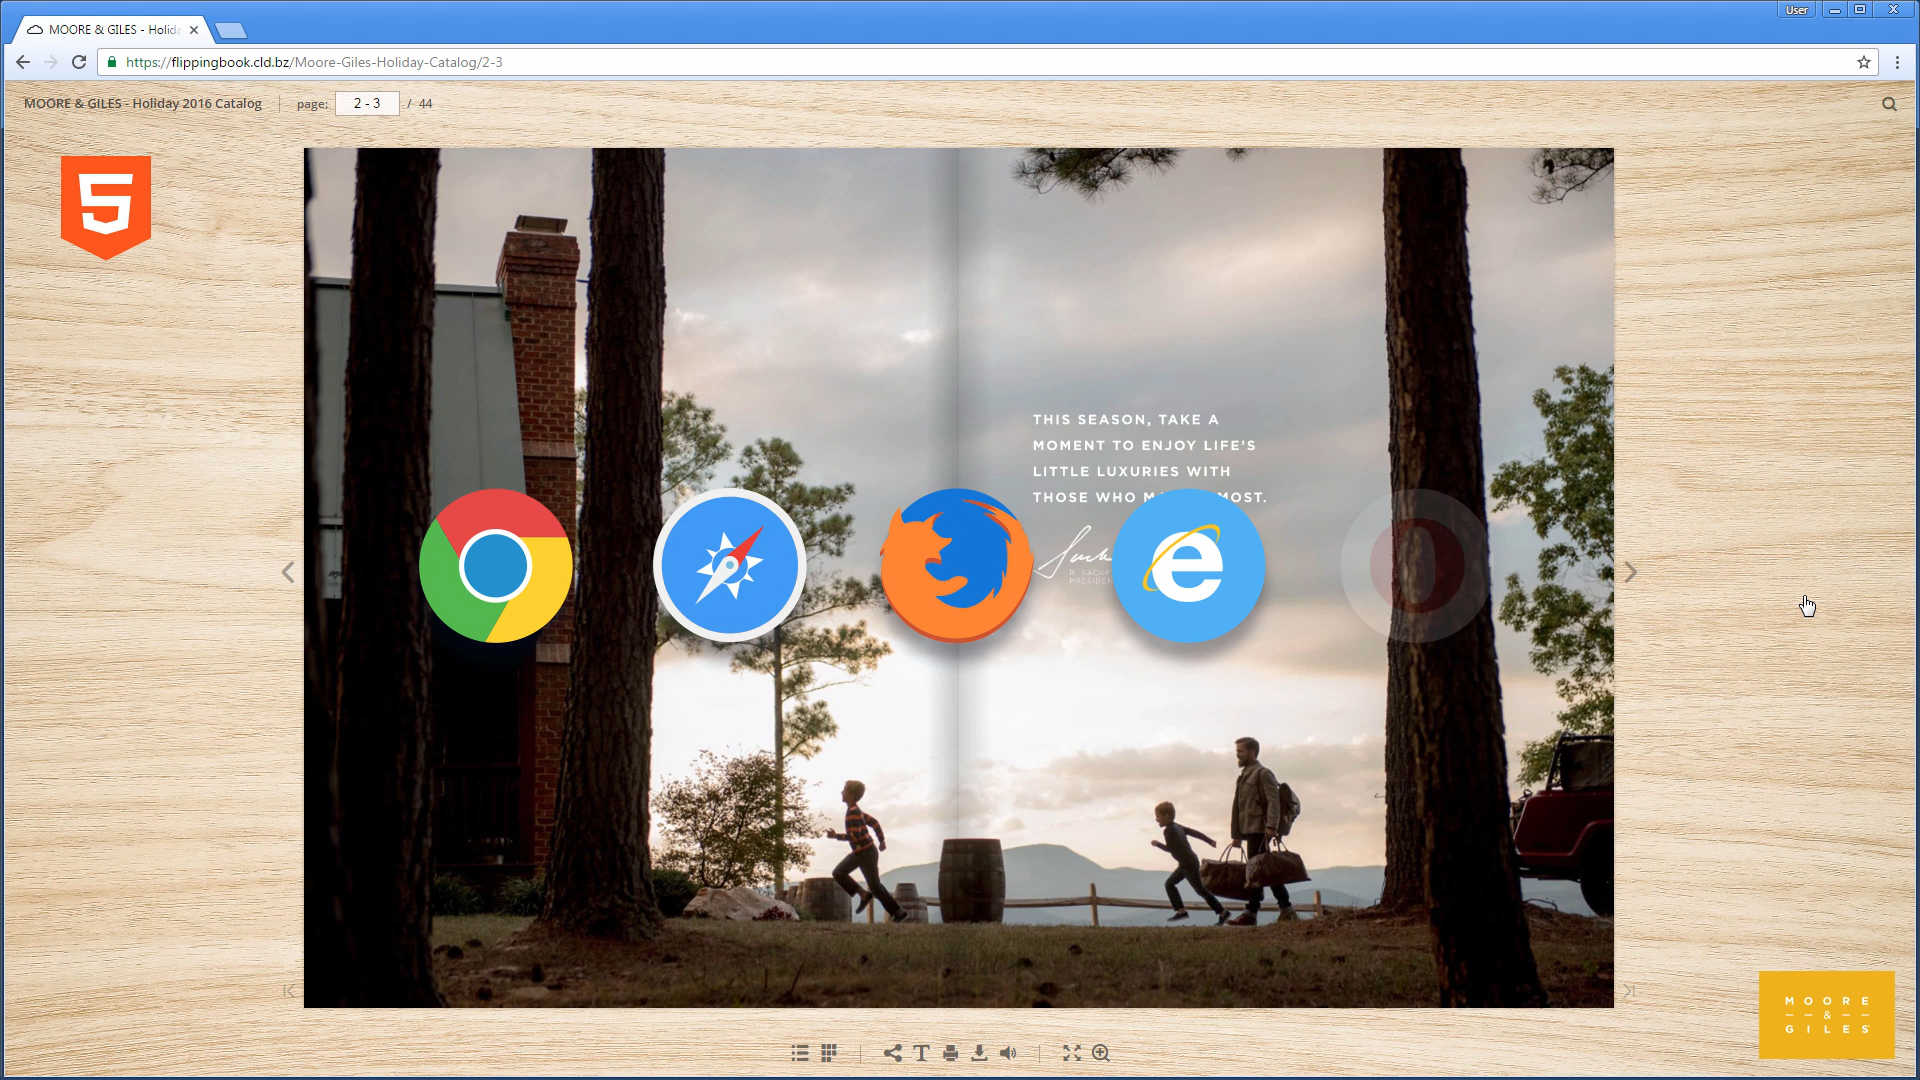 User
MOORE & GILES - Holid
https://flippingbook.cld.bz/Moore-Giles-Holiday-Catalog/2-3
MOORE & GILES - Holiday 2016 Catalog
page: 2 - 3 / 44
5
THIS SEASON, TAKE A
MOMENT TO ENJOY LIFE'S
LITTLE LUXURIES WITH
THOSE WHO M MOST.
MOORE
&
GILES